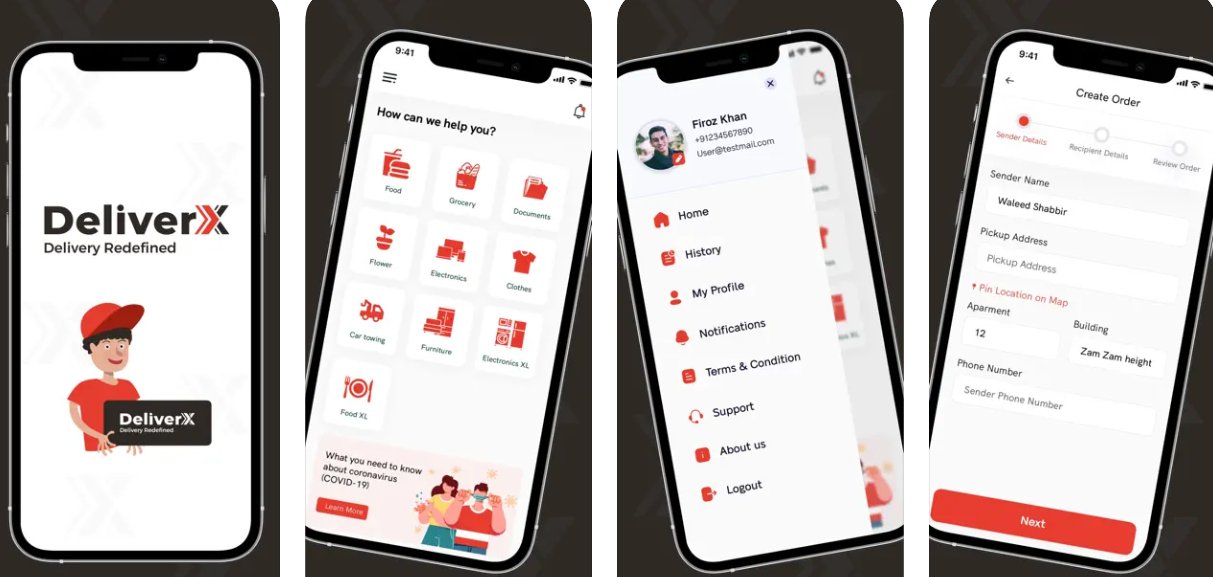 DeliverX
Delivery Redefined
DeliverX
Delivery Redefined
9:41
How can we help you?
Food
Grocery
Documents
Flower
Electronics
Clothes
Car towing
Furniture
Electronics XL
Food XL
What you need to know
about coronavirus
(COVID-19)
Learn More
Firoz Khan
+91234567890
User@testmail.com
Home
History
My Profile
Notifications
Terms & Condition
Support
About us
Logout
9:41
Create Order
Sender Details
Recipient Details
Review Order
Sender Name
Waleed Shabbir
Pickup Address
Pickup Address
Pin Location on Map
Aparment
Building
12
Zam Zam height
Phone Number
Sender Phone Number
Next